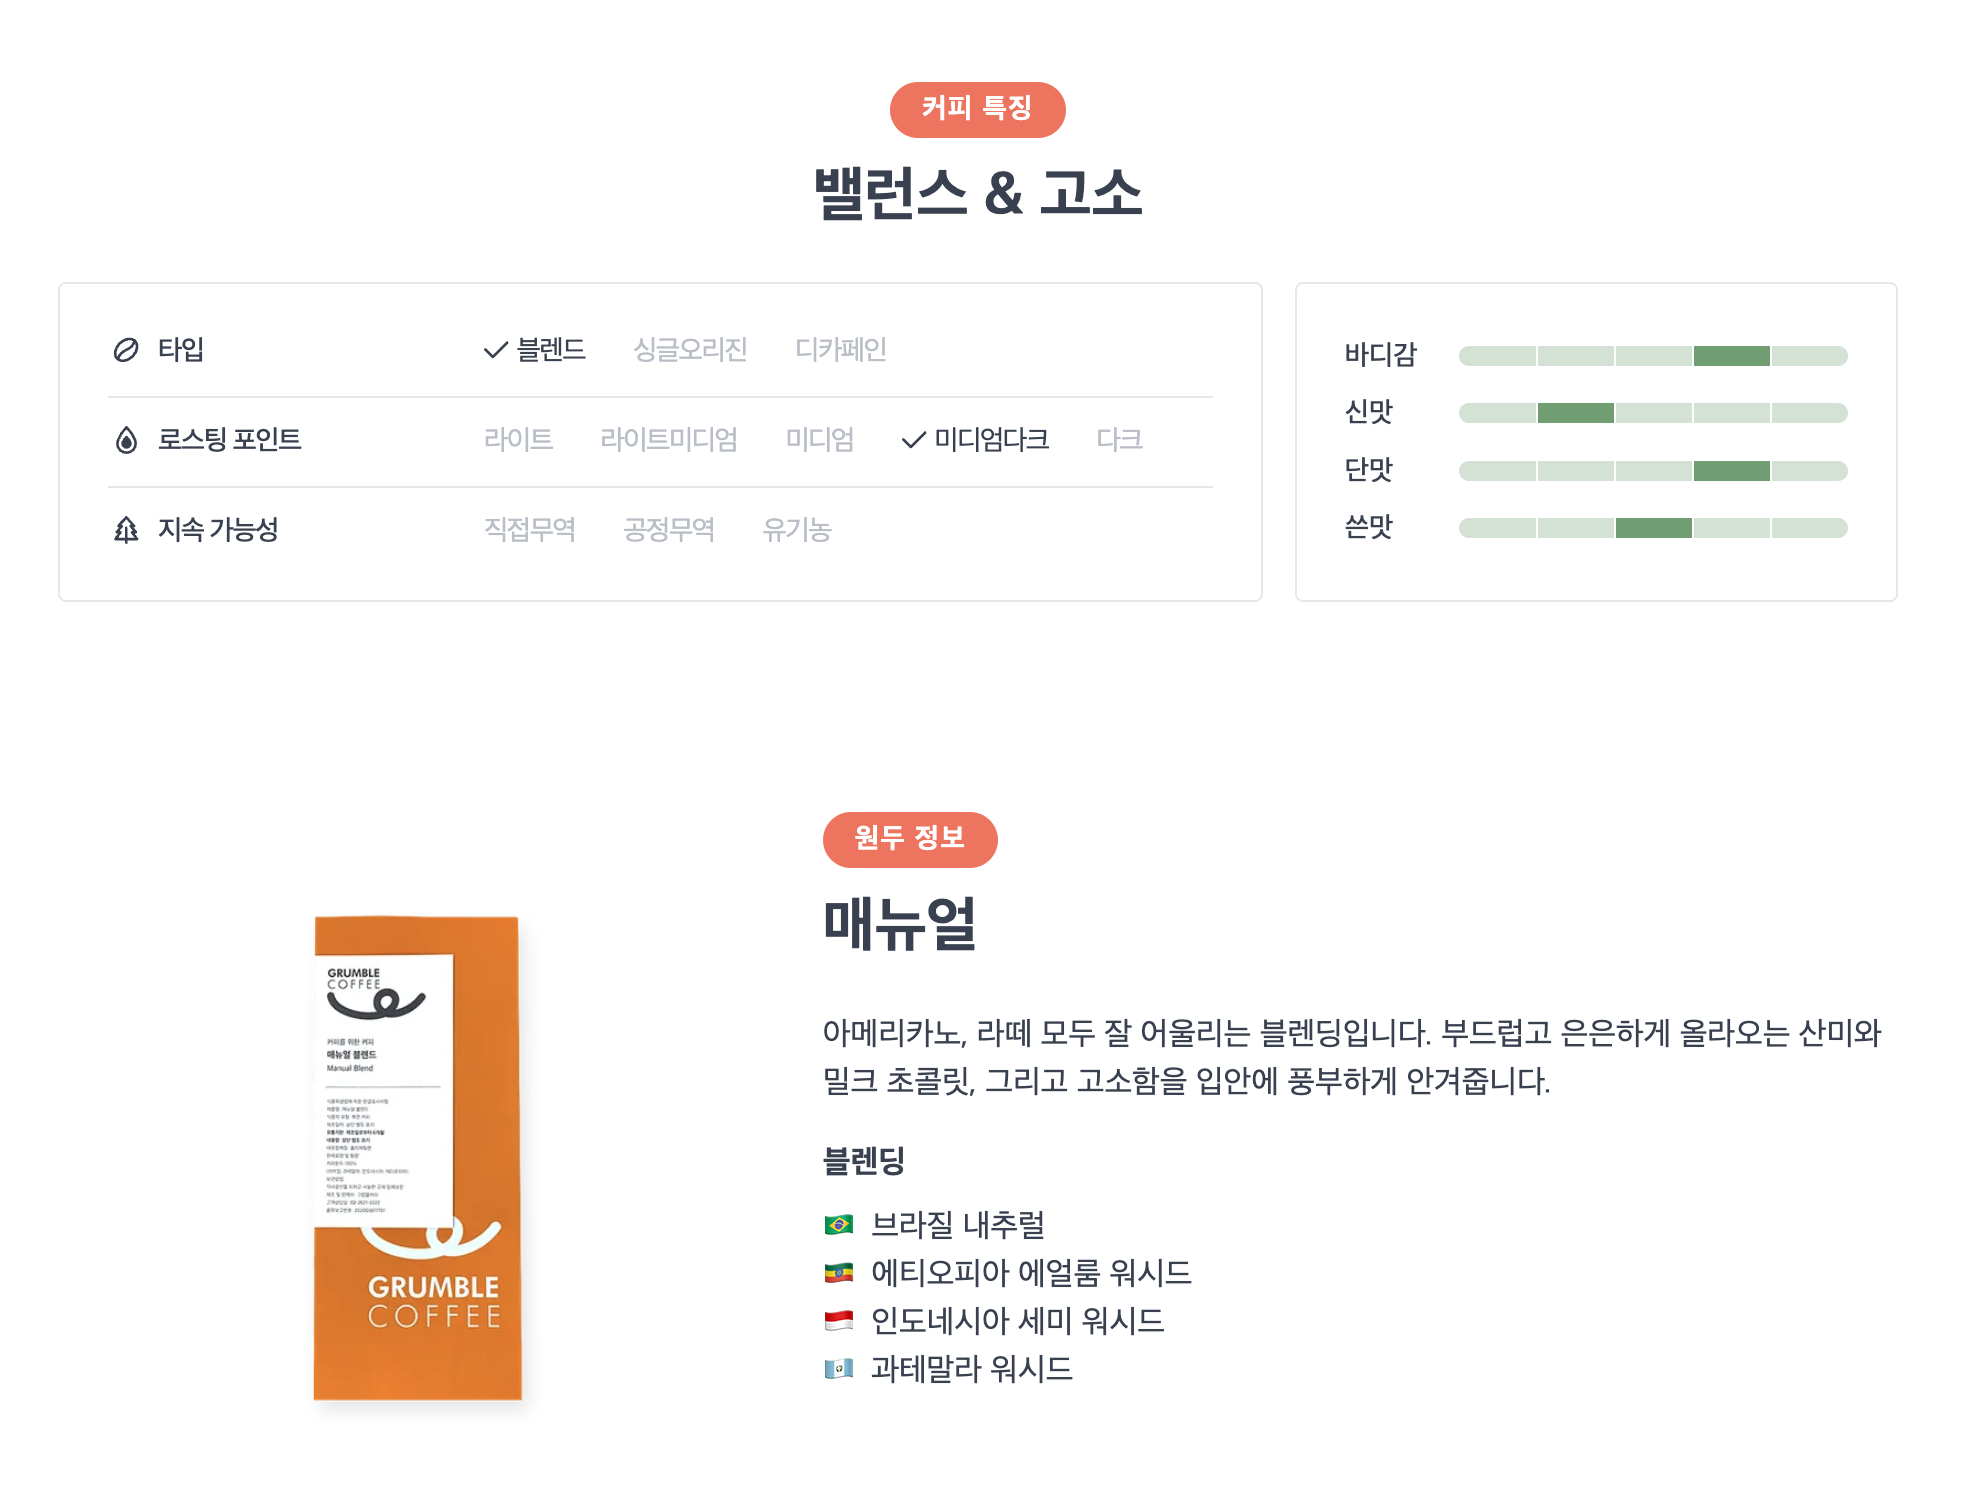 커피 특징
밸런스 & 고소
타입 블렌드 싱글오리진 디카페인
로스팅 포인트 라이트 라이트미디엄 미디엄 미디엄다크 다크
지속 가능성 직접무역 공정무역 유기농
바디감
신맛
단맛
쓴맛
원두 정보
매뉴얼
아메리카노, 라떼 모두 잘 어울리는 블렌딩입니다. 부드럽고 은은하게 올라오는 산미와
밀크 초콜릿, 그리고 고소함을 입안에 풍부하게 안겨줍니다.
블렌딩
브라질 내추럴
에티오피아 에얼룸 워시드
인도네시아 세미 워시드
과테말라 워시드
GRUMBLE
COFFEE
커피를 위한 커피
매뉴얼 블렌드
Manual Blend
GRUMBLE
COFFEE